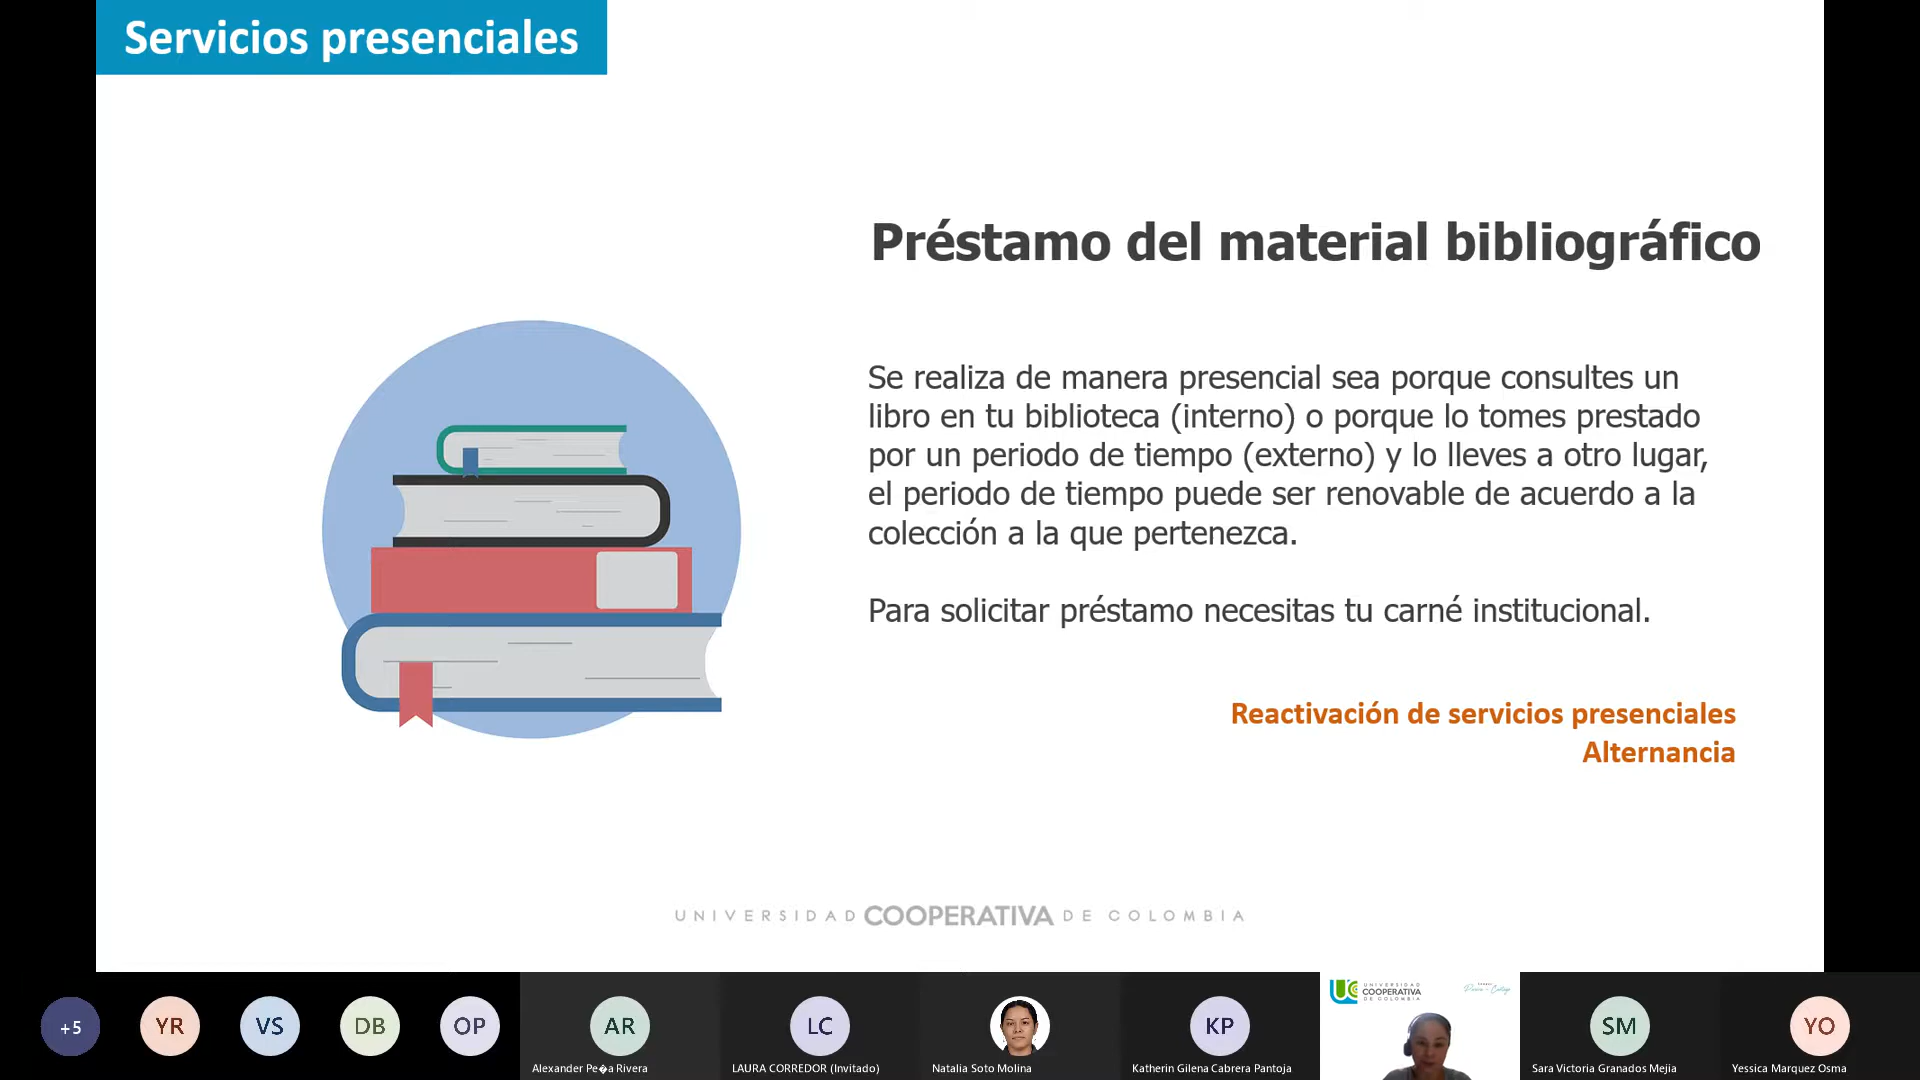 Servicios presenciales
Préstamo del material bibliográfico
Se realiza de manera presencial sea porque consultes un
libro en tu biblioteca (interno) o porque lo tomes prestado
por un periodo de tiempo (externo) y lo lleves a otro lugar,
el periodo de tiempo puede ser renovable de acuerdo a la
colección a la que pertenezca.
Para solicitar préstamo necesitas tu carné institucional.
Reactivación de servicios presenciales
Alternancia
UNIVERSIDAD COOPERATIVA DE COLOMBIA
+5
YR
VS
DB
OP
AR
Alexander Pe�a Rivera
LC
LAURA CORREDOR (Invitado)
Natalia Soto Molina
KP
Katherin Gilena Cabrera Pantoja
UNIVERSIDAD
COOPERATIVA
DE COLOMBIA
SM
Sara Victoria Granados Mejia
YO
Yessica Marquez Osma